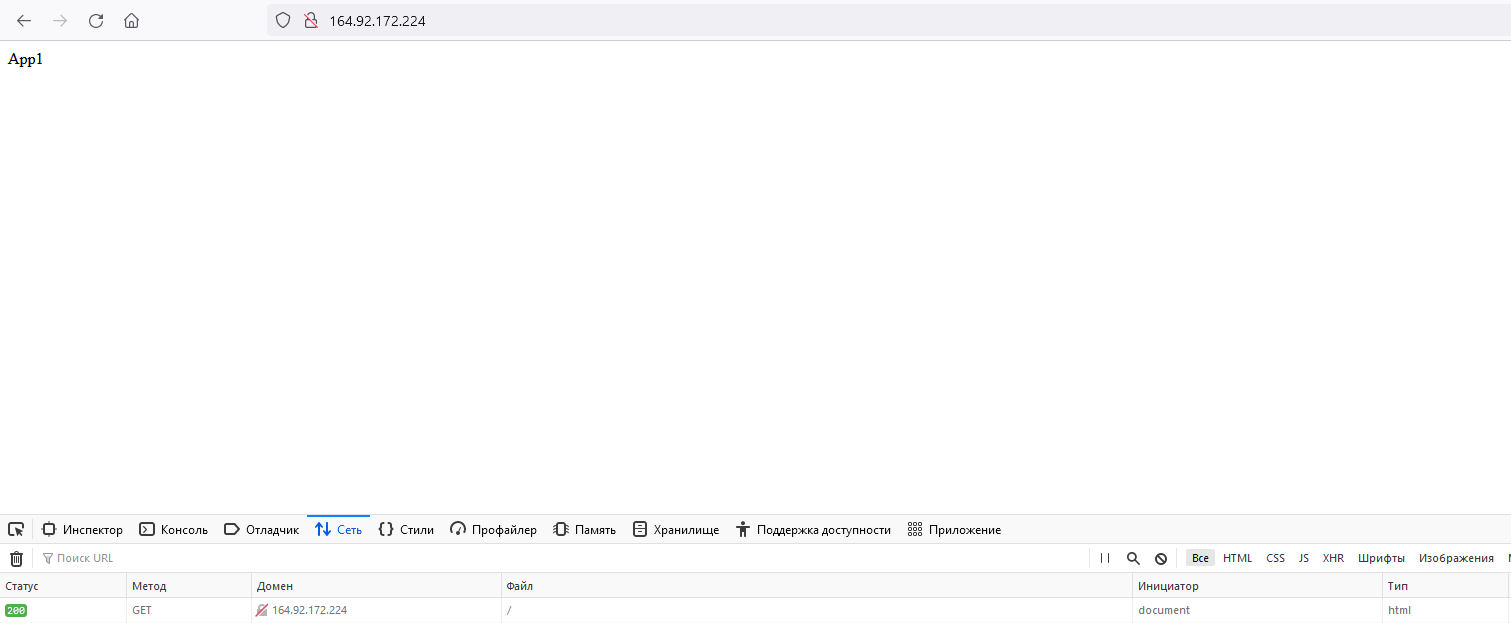 164.92.172.224
App1
Инспектор Консоль Отладчик Сеть Стили Профайлер Память Хранилище Поддержка доступности Приложение
Поиск URL Все HTML CSS JS XHR Шрифты Изображения
Статус Метод Домен Файл Инициатор Тип
200 GET 164.92.172.224 / document html